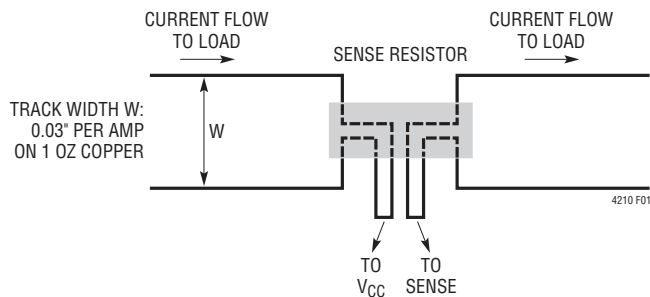 CURRENT FLOW
TO LOAD
CURRENT FLOW
TO LOAD
SENSE RESISTOR
TRACK WIDTH W:
0.03" PER AMP
ON 1 OZ COPPER
W
4210 F01
TO
VCC
TO
SENSE